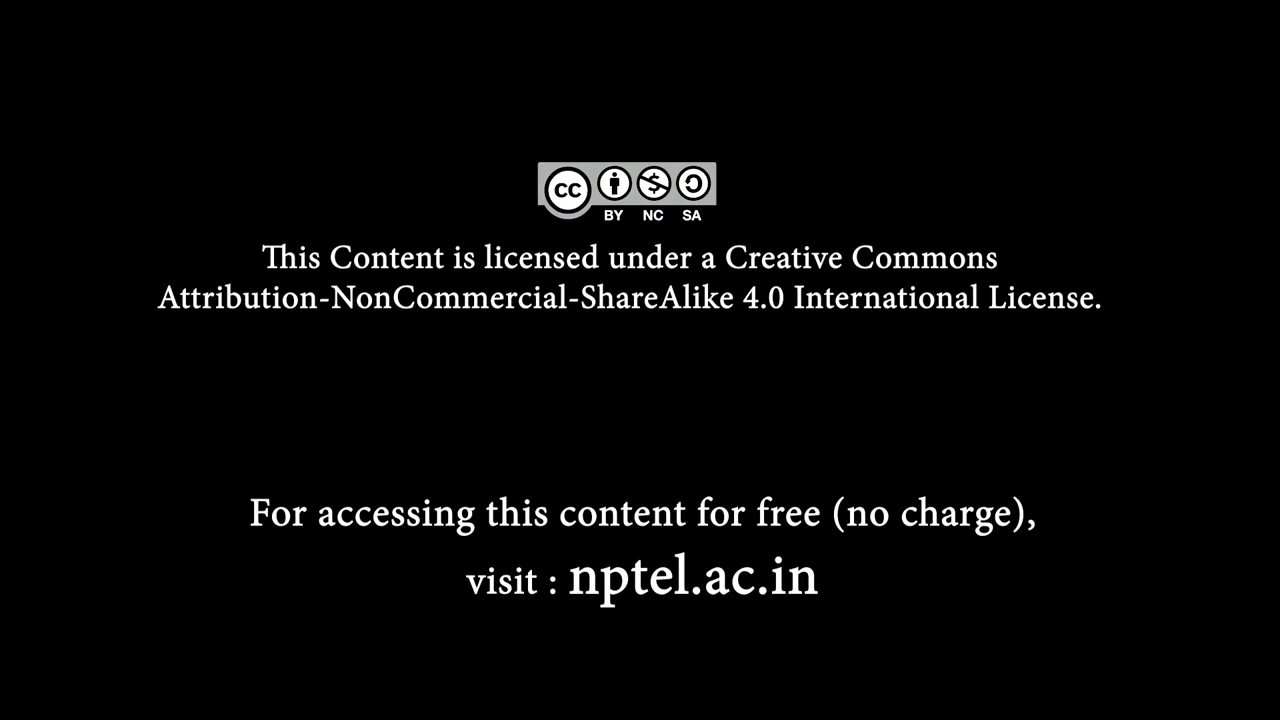 CC BY NC SA
This Content is licensed under a Creative Commons
Attribution-NonCommercial-ShareAlike 4.0 International License.
For accessing this content for free (no charge),
visit : nptel.ac.in